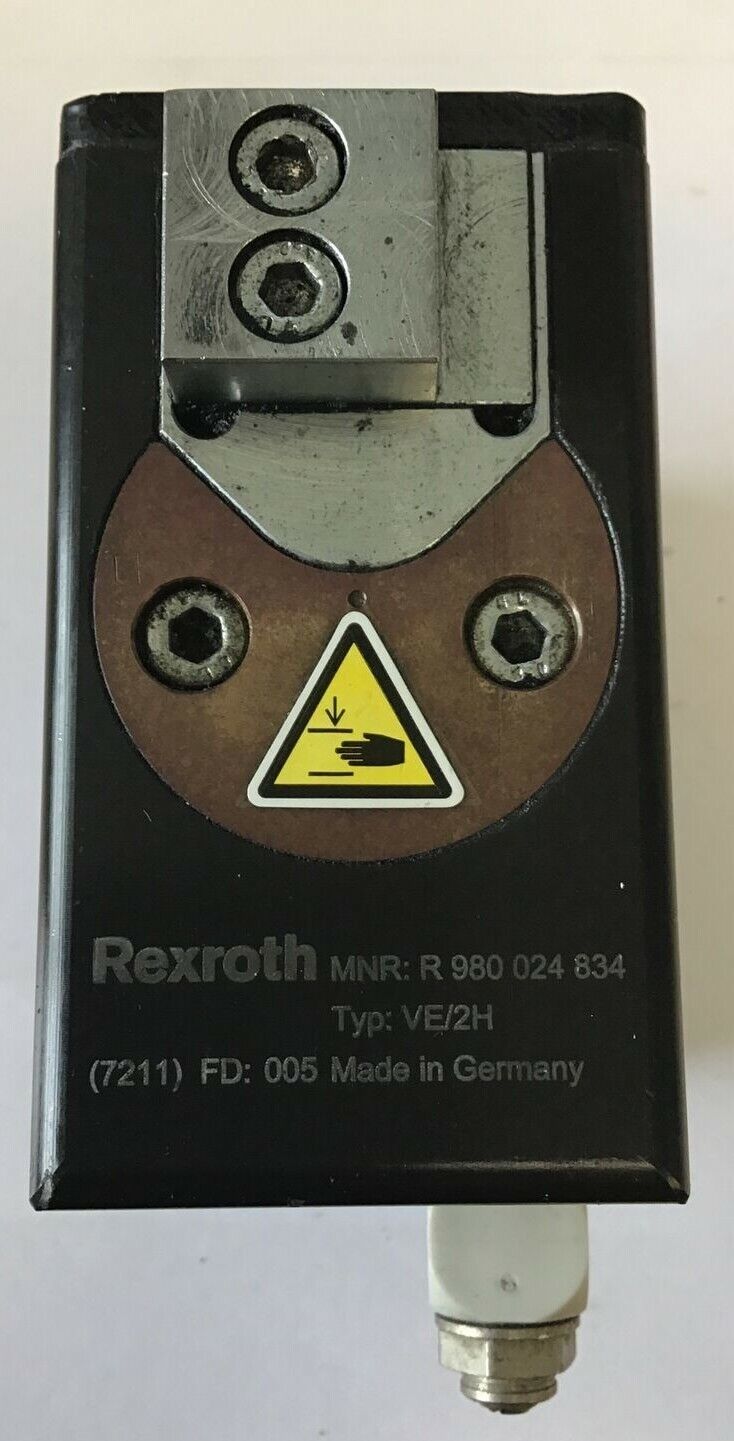 Rexroth MNR: R 980 024 834
Typ: VE/2H
(7211) FD: 005 Made in Germany